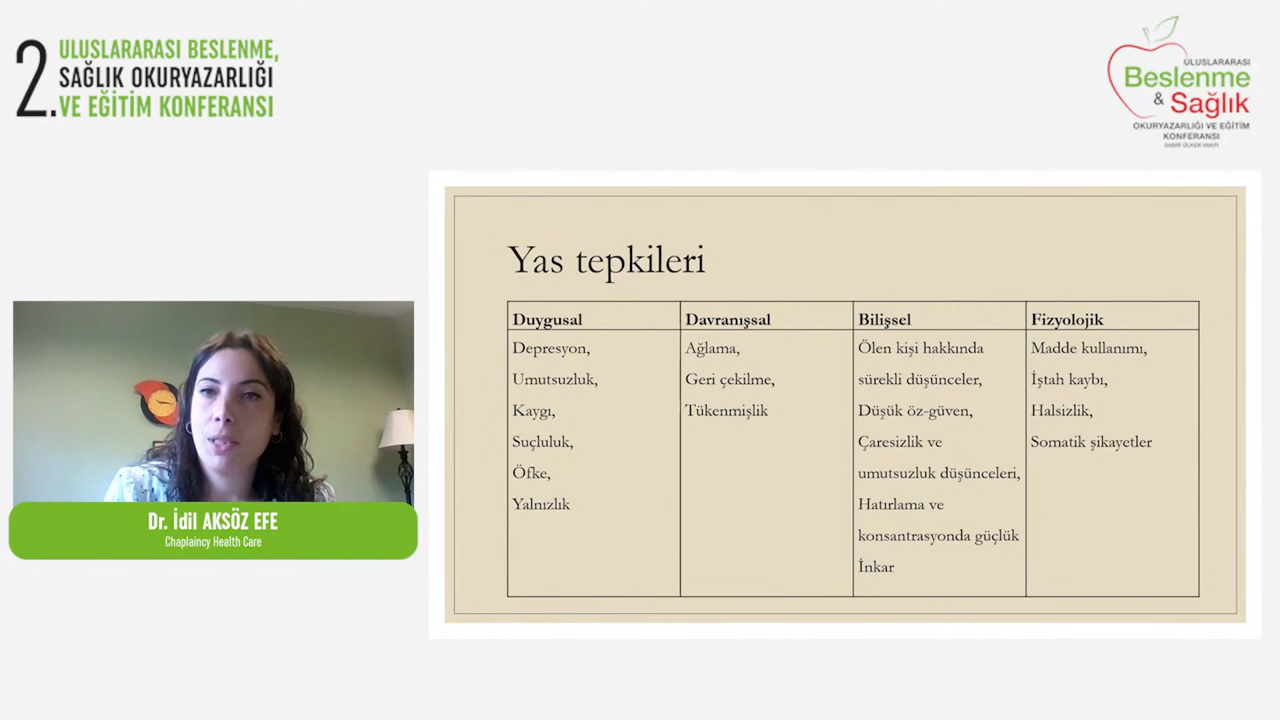 2. ULUSLARARASI BESLENME,
SAĞLIK OKURYAZARLIĞI
VE EĞİTİM KONFERANSI
ULUSLARARASI
Beslenme
& Sağlık
OKURYAZARLIĞI VE EĞİTİM
KONFERANSI
SABRİ ÜLKER VAKFI
Yas tepkileri
Duygusal
Depresyon,
Umutsuzluk,
Kaygı,
Suçluluk,
Öfke,
Yalnızlık
Davranışsal
Ağlama,
Geri çekilme,
Tükenmişlik
Bilişsel
Ölen kişi hakkında
sürekli düşünceler,
Düşük öz-güven,
Çaresizlik ve
umutsuzluk düşünceleri,
Hatırlama ve
konsantrasyonda güçlük
İnkar
Fizyolojik
Madde kullanımı,
İştah kaybı,
Halsizlik,
Somatik şikayetler
Dr. İdil AKSÖZ EFE
Chaplaincy Health Care